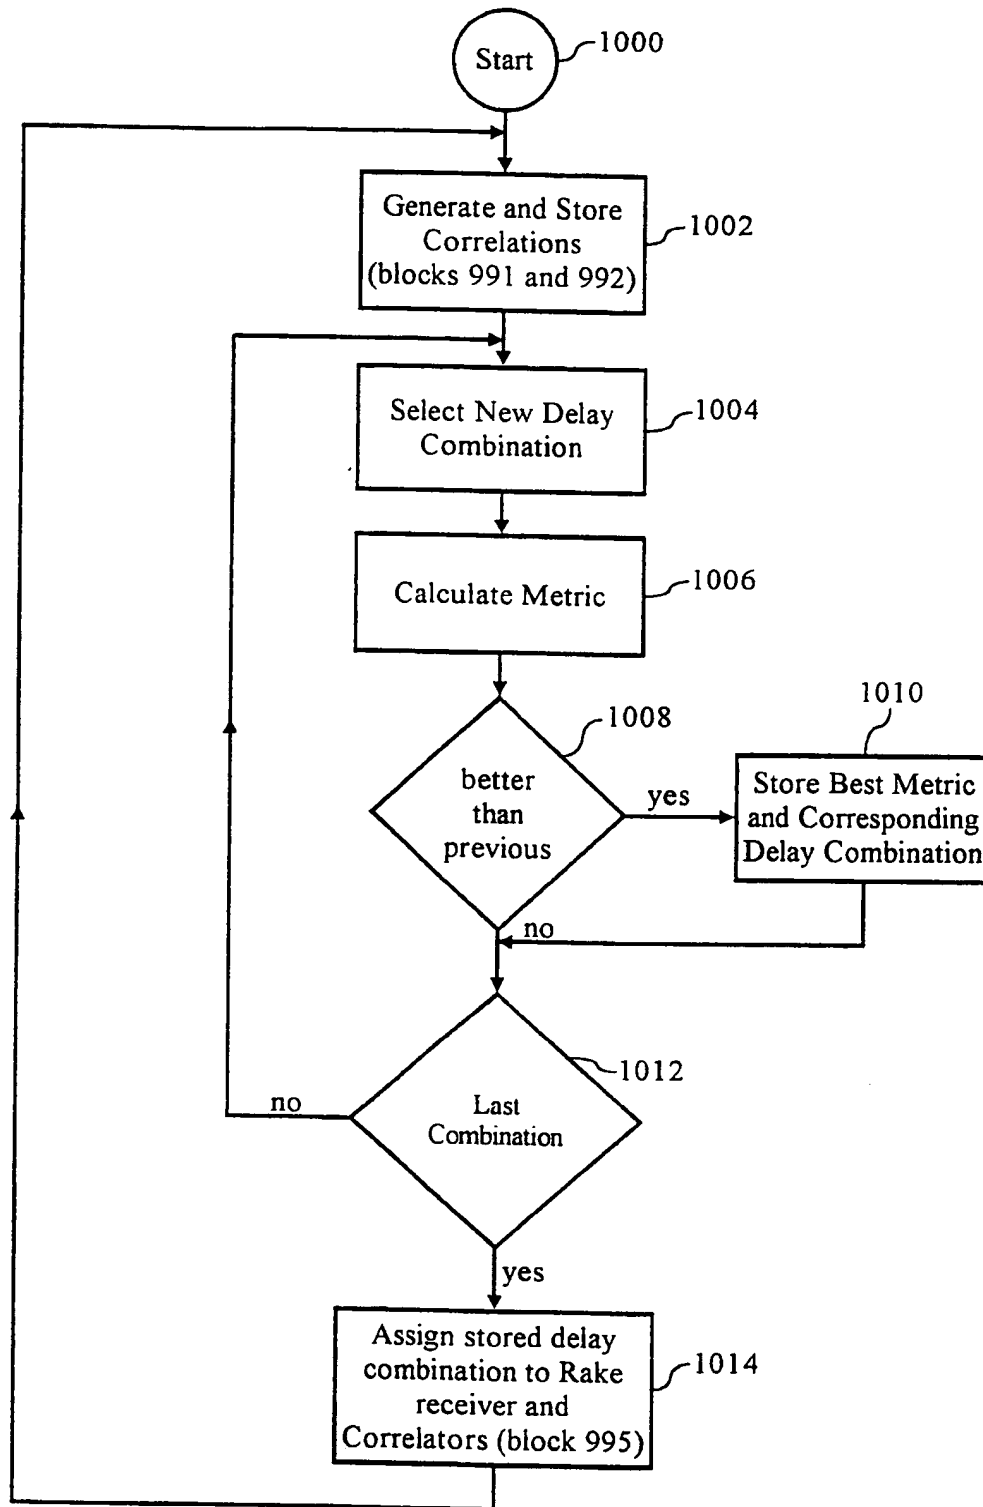 Start
1000
Generate and Store
Correlations
(blocks 991 and 992)
1002
Select New Delay
Combination
1004
Calculate Metric
1006
better
than
previous
1008
yes
1010
Store Best Metric
and Corresponding
Delay Combination
no
Last
Combination
1012
no
yes
Assign stored delay
combination to Rake
receiver and
Correlators (block 995)
1014